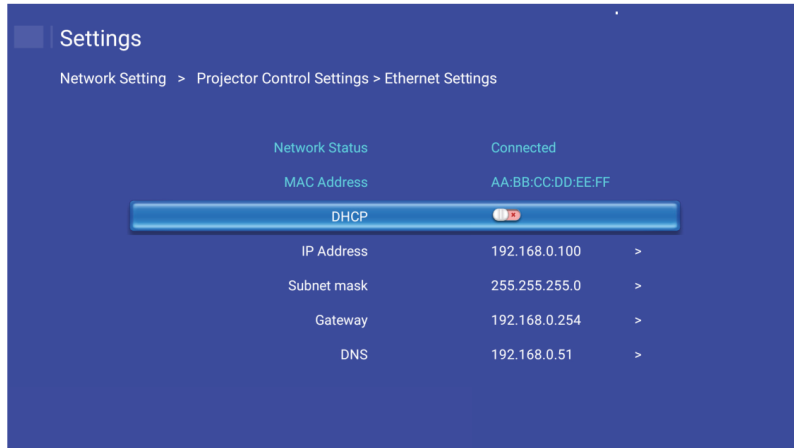 Settings
Network Setting > Projector Control Settings > Ethernet Settings
Network Status Connected
MAC Address AA:BB:CC:DD:EE:FF
DHCP
IP Address 192.168.0.100 >
Subnet mask 255.255.255.0 >
Gateway 192.168.0.254 >
DNS 192.168.0.51 >